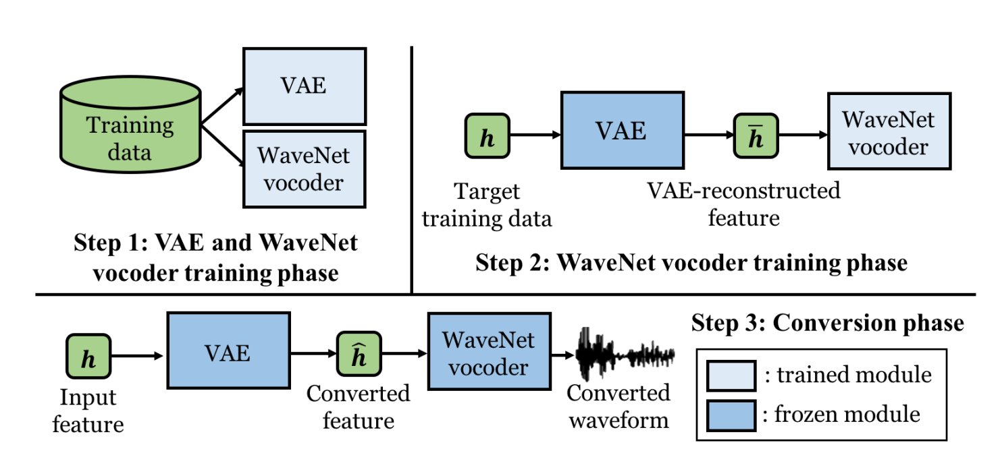 Training
data
VAE
WaveNet
vocoder
Step 1: VAE and WaveNet
vocoder training phase
h
Target
training data
VAE
h̅
VAE-reconstructed
feature
WaveNet
vocoder
Step 2: WaveNet vocoder training phase
h
Input
feature
VAE
ĥ
Converted
feature
WaveNet
vocoder
Converted
waveform
Step 3: Conversion phase
: trained module
: frozen module